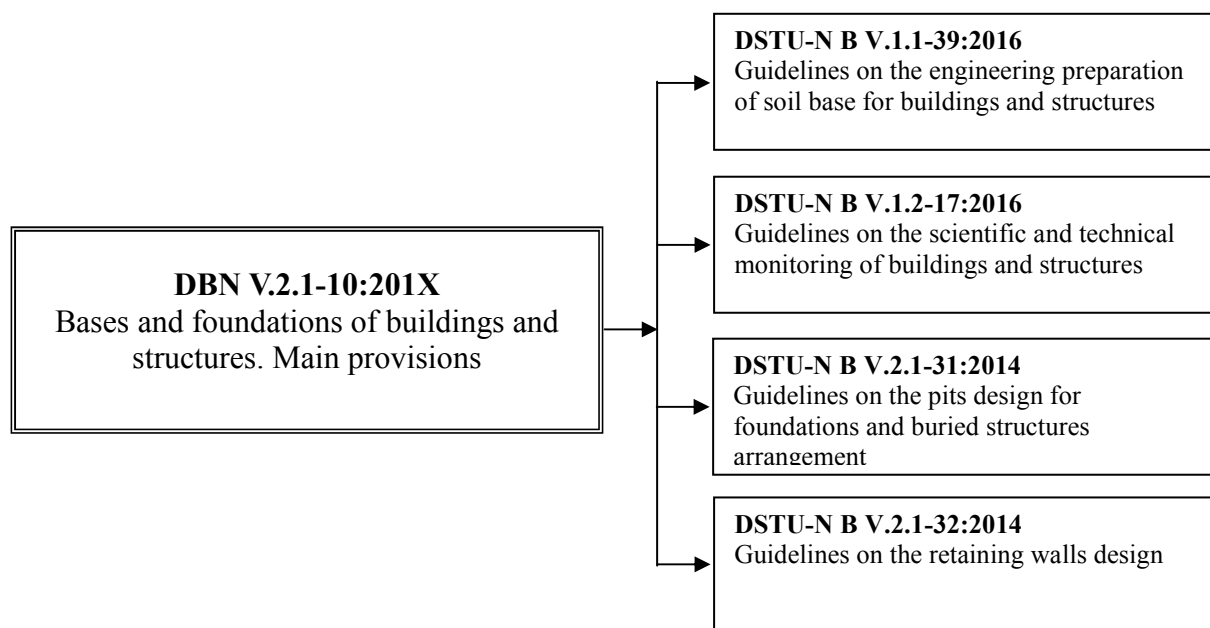 DBN V.2.1-10:201X
Bases and foundations of buildings and
structures. Main provisions
DSTU-N B V.1.1-39:2016
Guidelines on the engineering preparation
of soil base for buildings and structures
DSTU-N B V.1.2-17:2016
Guidelines on the scientific and technical
monitoring of buildings and structures
DSTU-N B V.2.1-31:2014
Guidelines on the pits design for
foundations and buried structures
arrangement
DSTU-N B V.2.1-32:2014
Guidelines on the retaining walls design